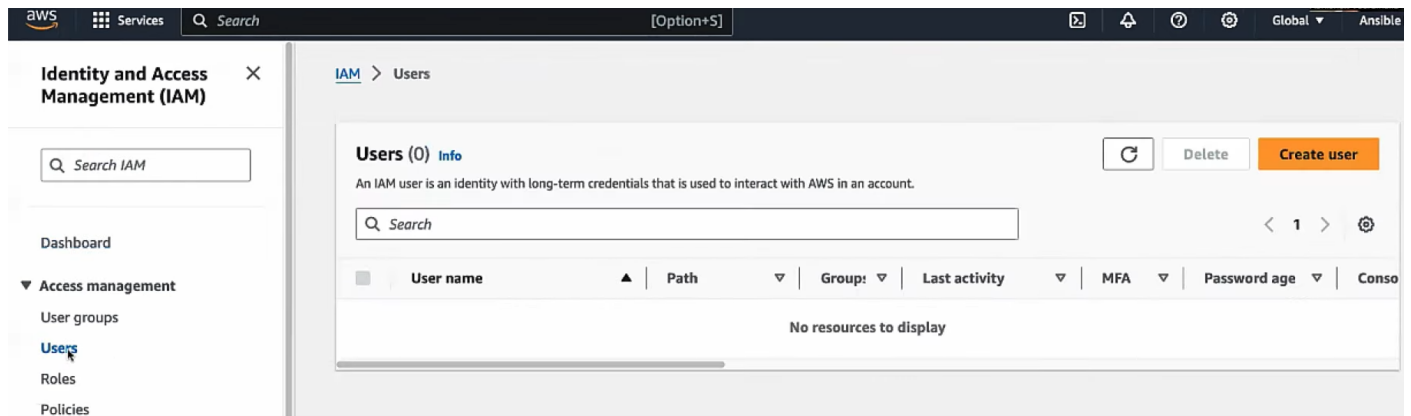 aws Services Search [Option+S] Global Ansible
Identity and Access
Management (IAM)
Search IAM
Dashboard
Access management
User groups
Users
Roles
Policies
IAM > Users
Users (0) Info
Delete
Create user
An IAM user is an identity with long-term credentials that is used to interact with AWS in an account.
Search
1
User name Path Group: Last activity MFA Password age Conso
No resources to display